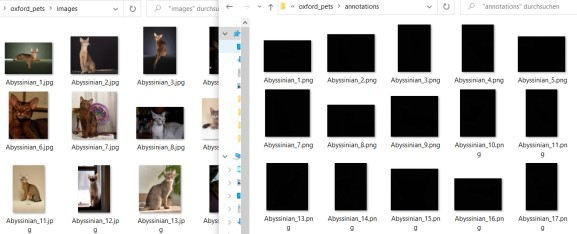 oxford_pets > images
"images" durchsu
Abyssinian_1.jpg
Abyssinian_2.jpg
Abyssinian_3.jpg
Abyssinian_6.jpg
Abyssinian_7.jpg
Abyssinian_8.jpg
Abyssinian_11.jp
g
Abyssinian_12.jp
g
Abyssinian_13.jp
g
oxford_pets > annotations
"annotations" durchsuchen
Abyssinian_1.png
Abyssinian_2.png
Abyssinian_3.png
Abyssinian_4.png
Abyssinian_5.png
Abyssinian_7.png
Abyssinian_8.png
Abyssinian_9.png
Abyssinian_10.pn
g
Abyssinian_11.pn
g
Abyssinian_13.pn
g
Abyssinian_14.pn
g
Abyssinian_15.pn
g
Abyssinian_16.pn
g
Abyssinian_17.pn
g